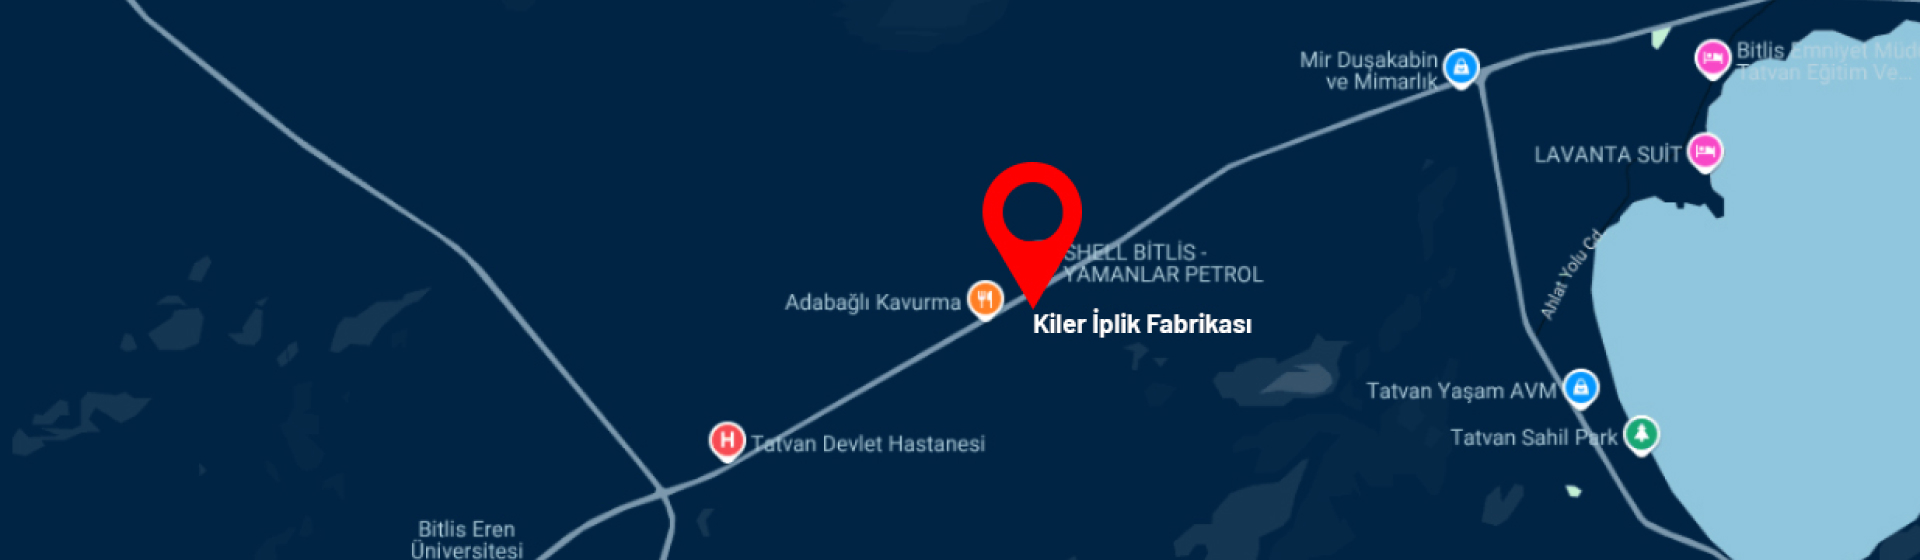 Mir Duşakabin
ve Mimarlık
Bitlis Emniyet Müd
Tatvan Eğitim Ve...
LAVANTA SUİT
SHELL BİTLİS -
YAMANLAR PETROL
Ahlat Yolu Cd
Adabağlı Kavurma
Kiler İplik Fabrikası
Tatvan Yaşam AVM
Tatvan Sahil Park
H
Tatvan Devlet Hastanesi
Bitlis Eren
Üniversitesi